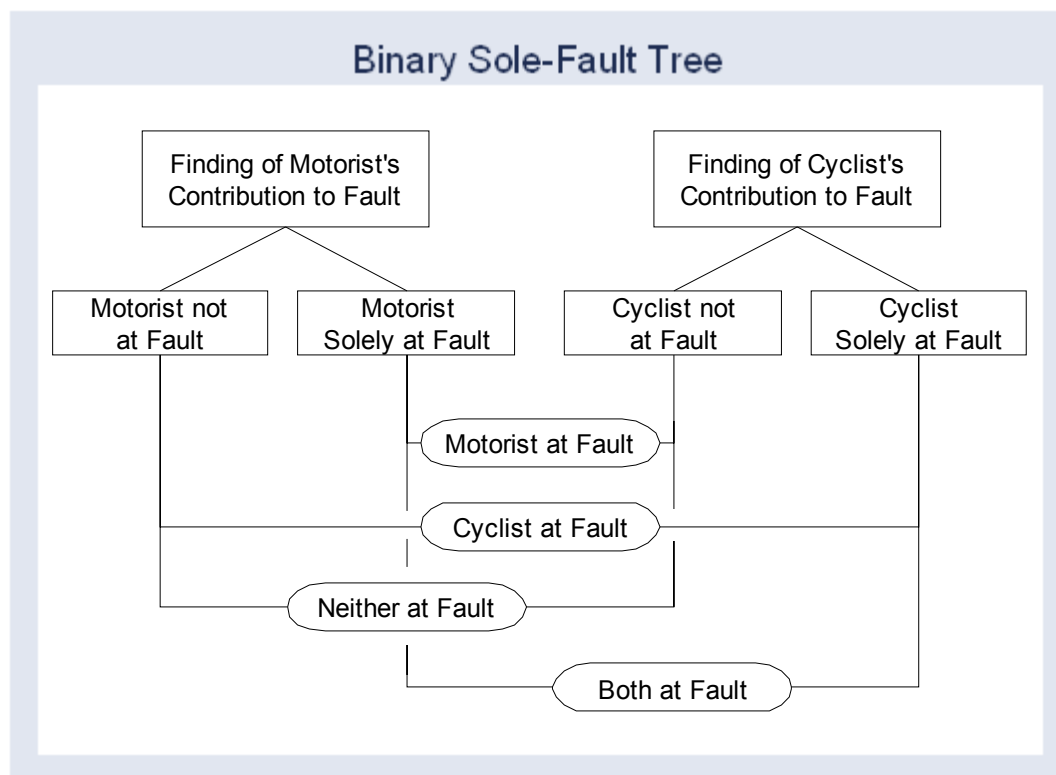 Binary Sole-Fault Tree
Finding of Motorist's
Contribution to Fault
Finding of Cyclist's
Contribution to Fault
Motorist not
at Fault
Motorist
Solely at Fault
Cyclist not
at Fault
Cyclist
Solely at Fault
Motorist at Fault
Cyclist at Fault
Neither at Fault
Both at Fault